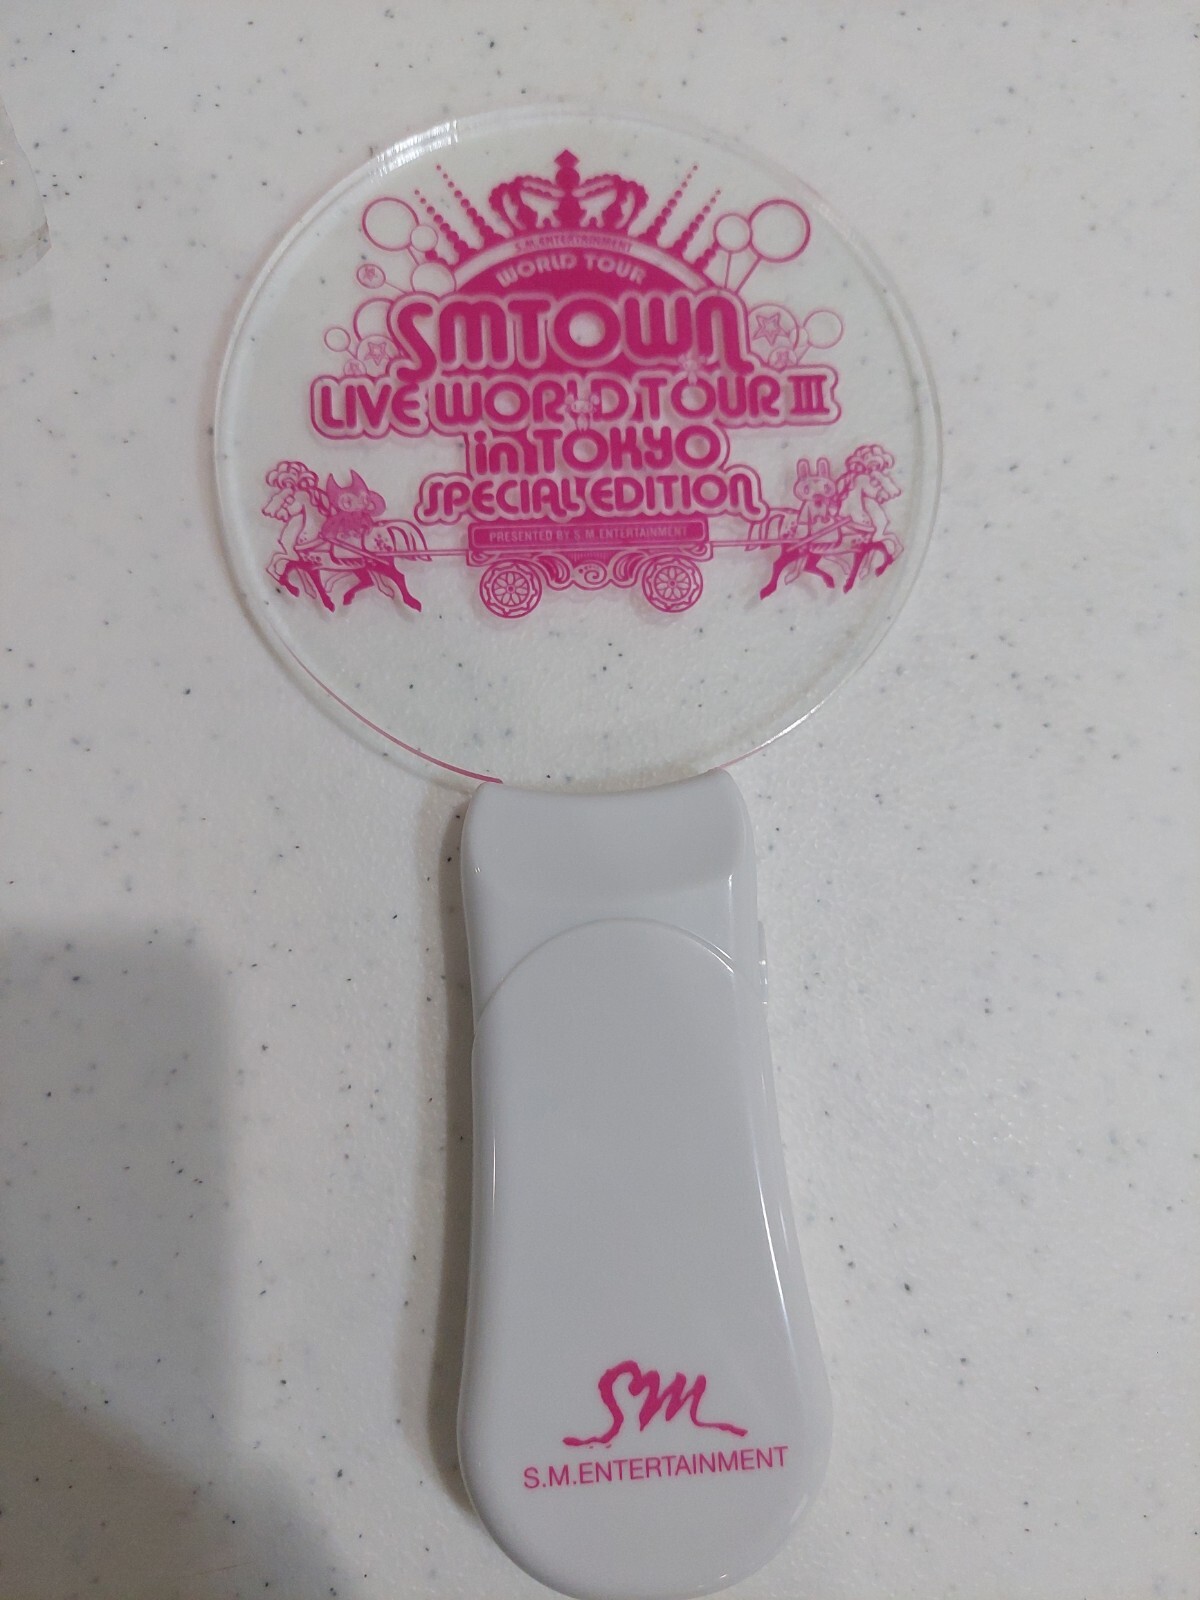 S.M.ENTERTAINMENT
WORLD TOUR
SMTOWN
LIVE WORLD TOUR III
in TOKYO
SPECIAL EDITION
PRESENTED BY S.M.ENTERTAINMENT
SM
S.M.ENTERTAINMENT